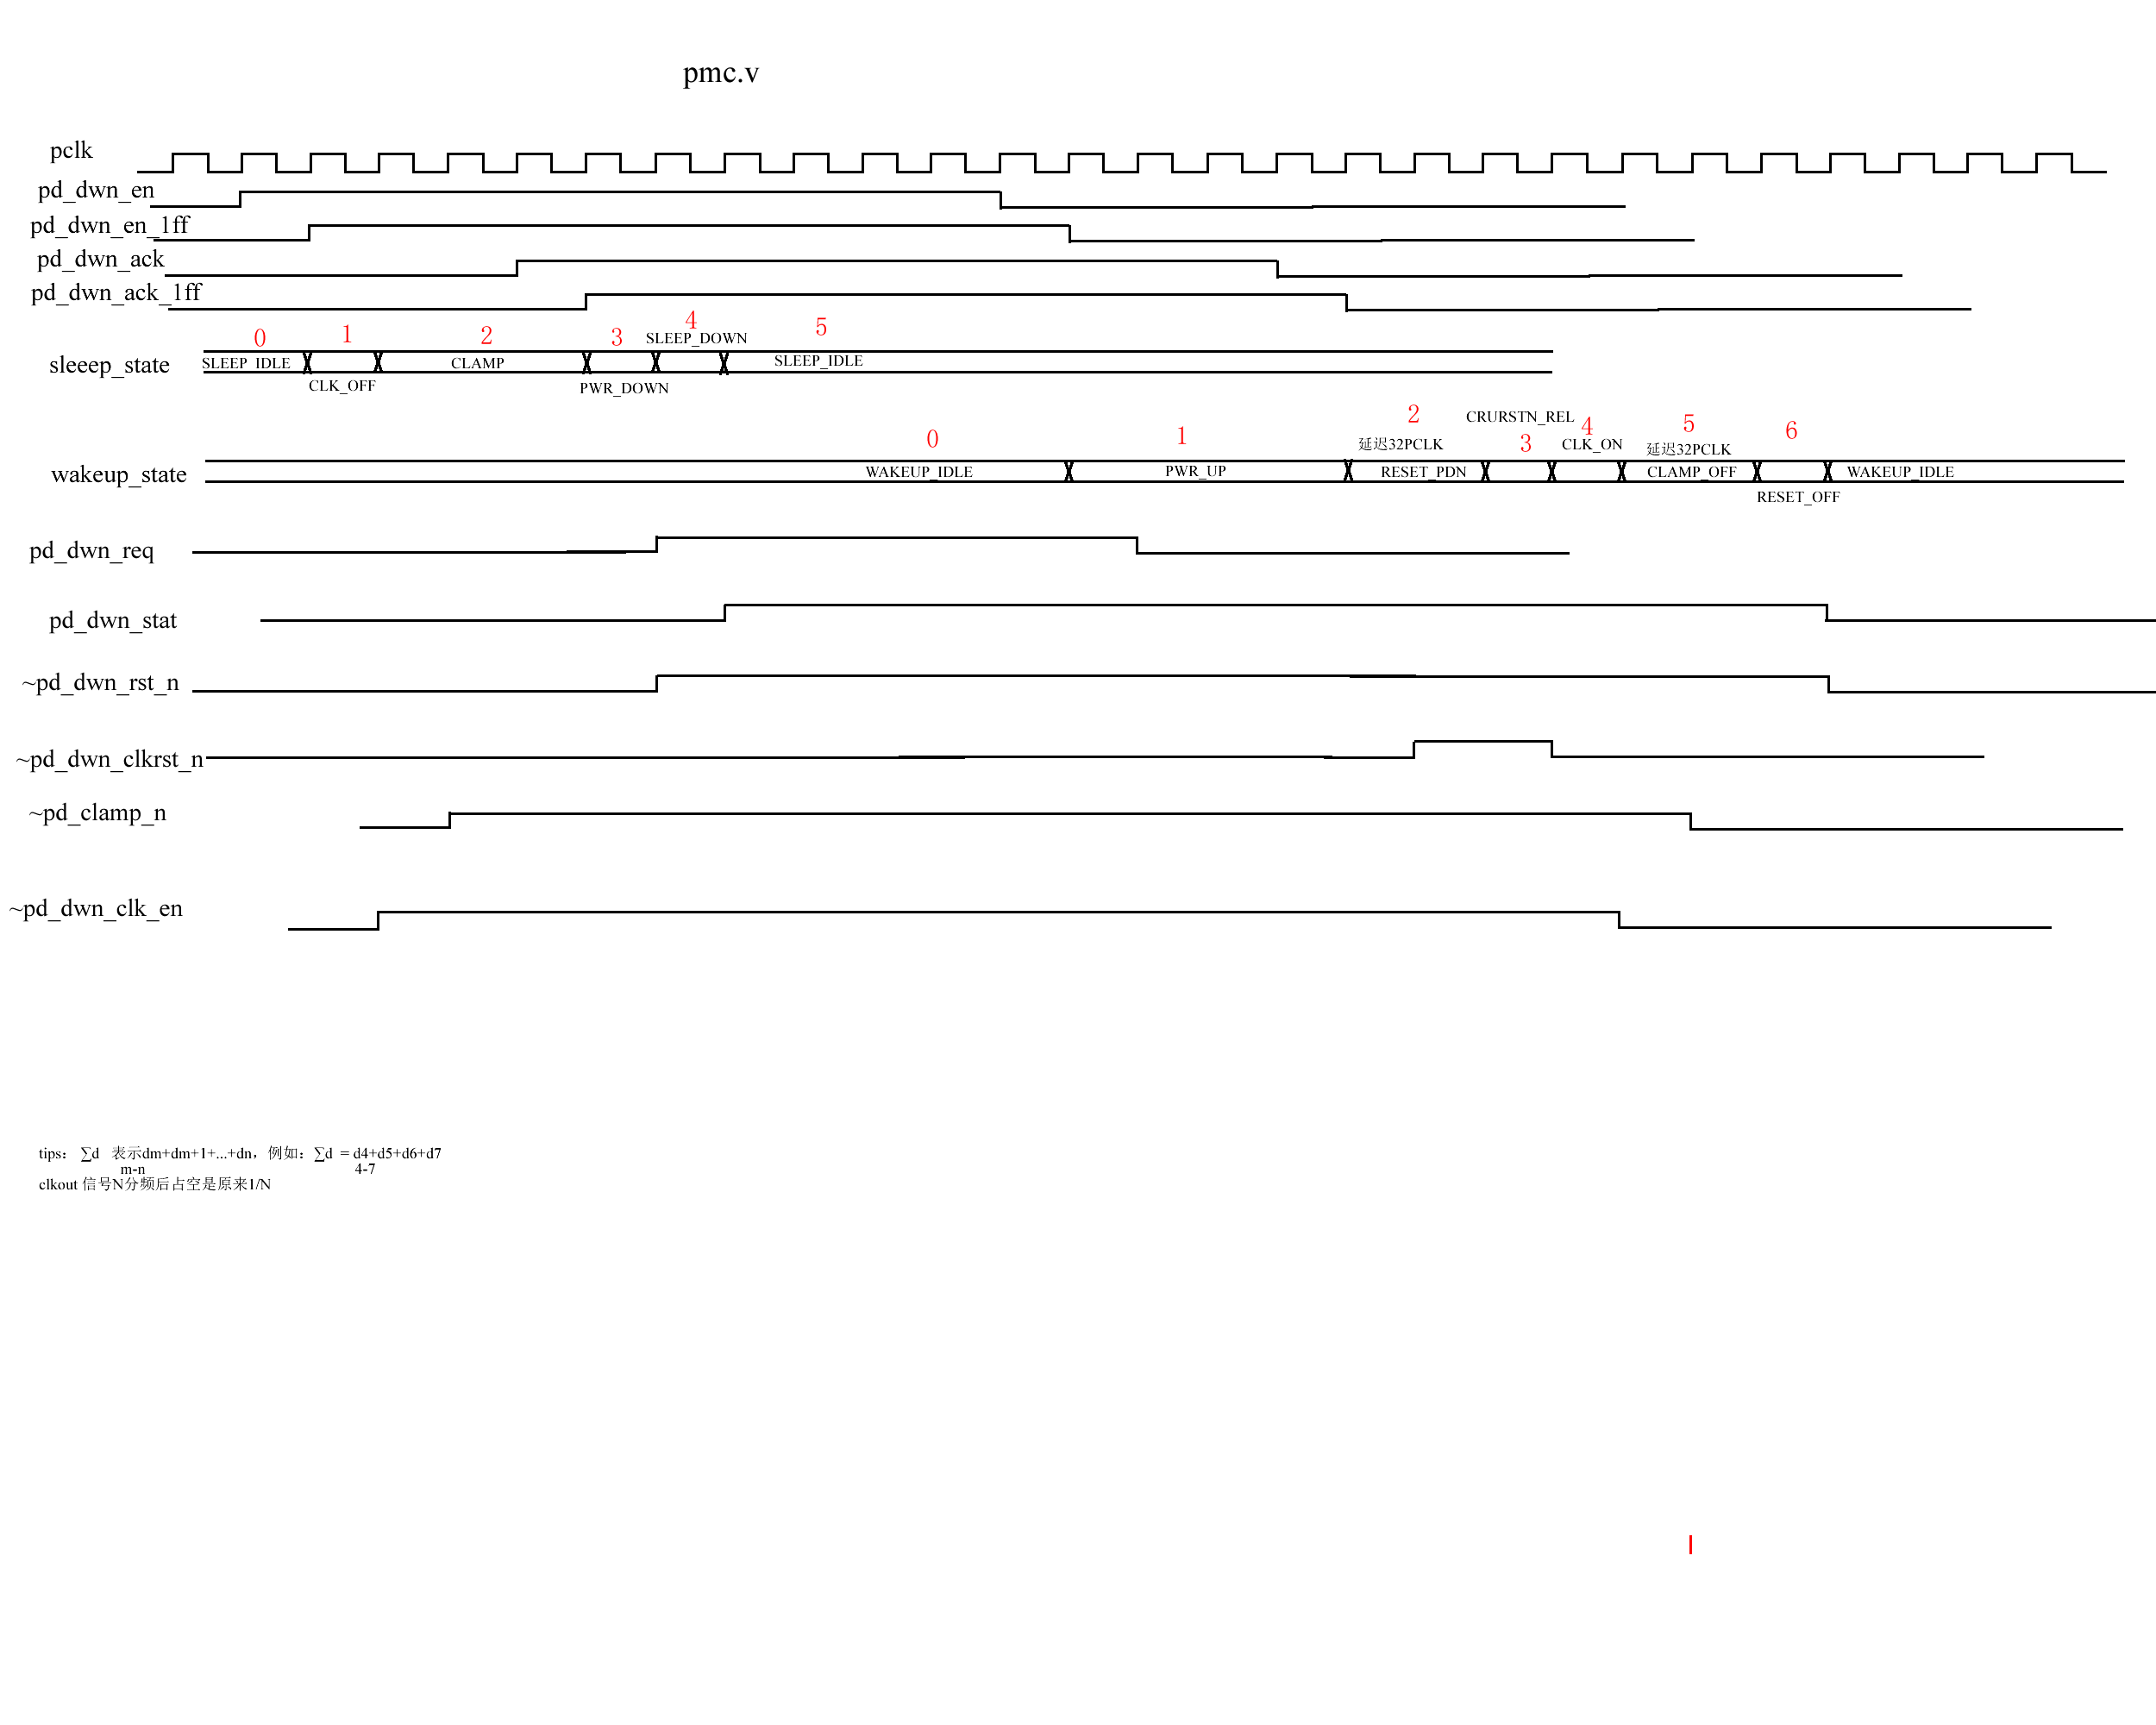 pmc.v
pclk
pd_dwn_en
pd_dwn_en_1ff
pd_dwn_ack
pd_dwn_ack_1ff
0 1 2 3 4 5
SLEEP_DOWN
sleeep_state
SLEEP_IDLE CLAMP SLEEP_IDLE
CLK_OFF PWR_DOWN
0 1 2 3 4 5 6
CRURSTN_REL
延迟32PCLK CLK_ON 延迟32PCLK
wakeup_state
WAKEUP_IDLE PWR_UP RESET_PDN CLAMP_OFF WAKEUP_IDLE
RESET_OFF
pd_dwn_req
pd_dwn_stat
~pd_dwn_rst_n
~pd_dwn_clkrst_n
~pd_clamp_n
~pd_dwn_clk_en
tips： ∑d 表示dm+dm+1+...+dn，例如：∑d = d4+d5+d6+d7
m-n 4-7
clkout 信号N分频后占空是原来1/N